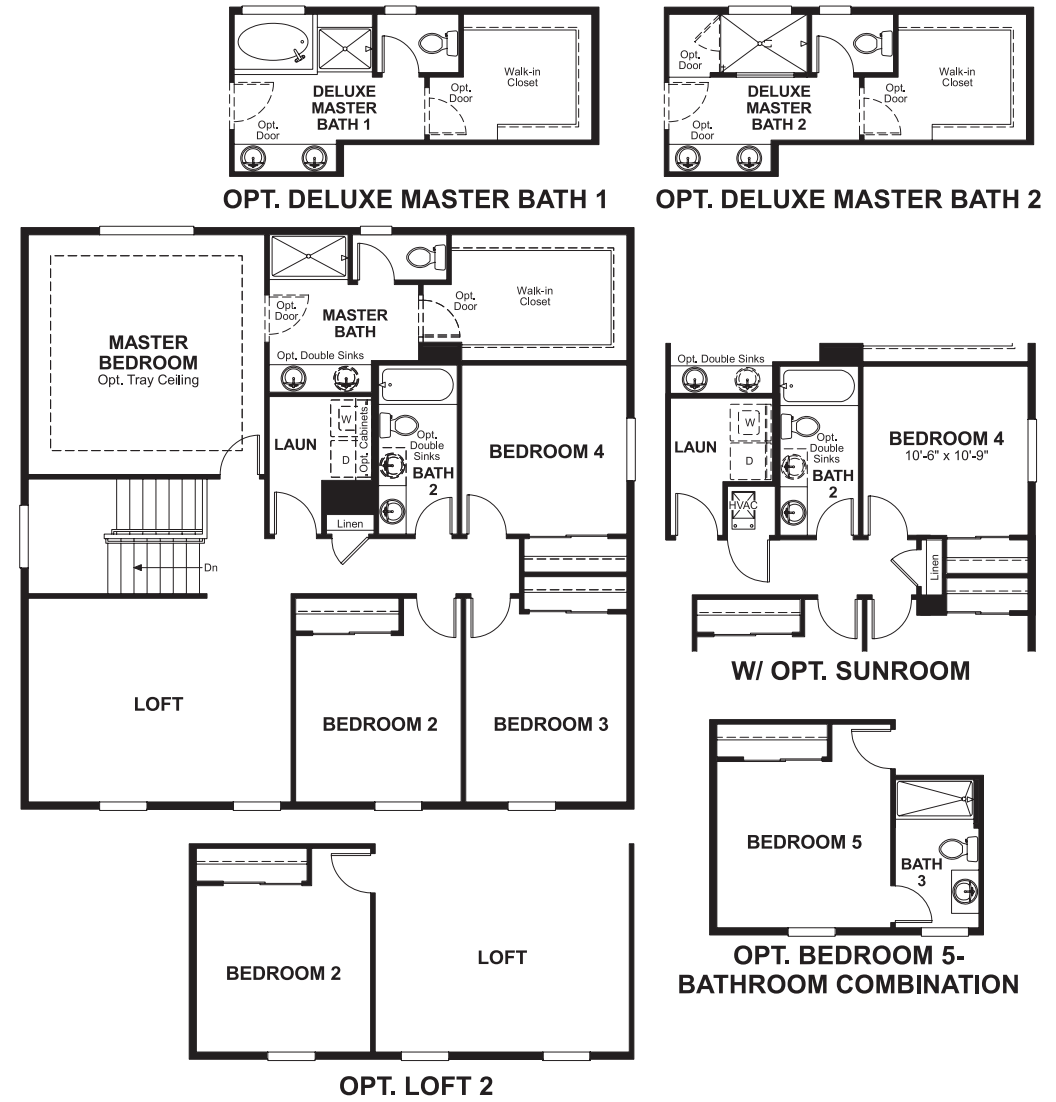 Walk-in
Closet
Opt.
Door
DELUXE
MASTER
BATH 1
Opt.
Door
OPT. DELUXE MASTER BATH 1
Opt.
Door
Walk-in
Closet
Opt.
Door
DELUXE
MASTER
BATH 2
Opt.
Door
OPT. DELUXE MASTER BATH 2
MASTER
BEDROOM
Opt. Tray Ceiling
Opt.
Door
MASTER
BATH
Opt. Double Sinks
Opt.
Door
Walk-in
Closet
LAUN
W
D
Opt. Cabinets
Opt.
Double
Sinks
BATH
2
BEDROOM 4
Linen
Dn
LOFT
BEDROOM 2
BEDROOM 3
Opt. Double Sinks
LAUN
W
D
HVAC
Opt.
Double
Sinks
BATH
2
BEDROOM 4
10'-6" x 10'-9"
Linen
W/ OPT. SUNROOM
BEDROOM 5
BATH
3
OPT. BEDROOM 5-
BATHROOM COMBINATION
BEDROOM 2
LOFT
OPT. LOFT 2